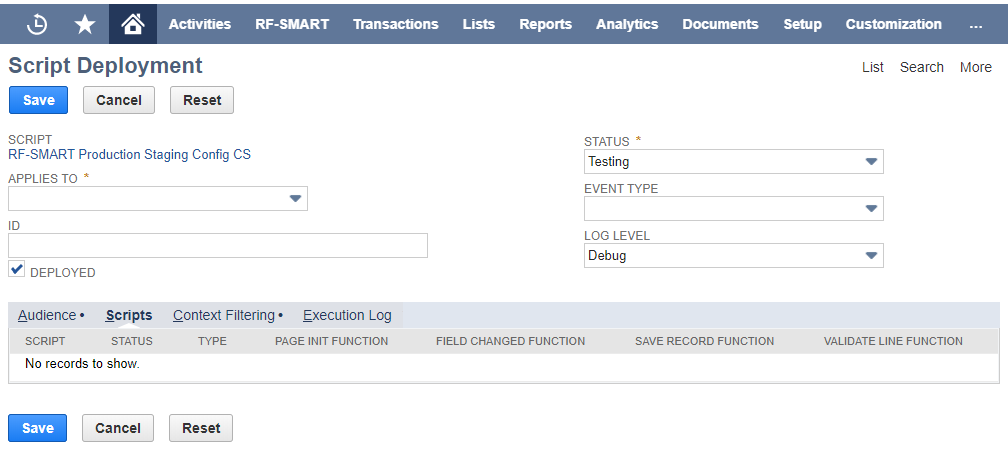 Activities RF-SMART Transactions Lists Reports Analytics Documents Setup Customization ...
Script Deployment
List Search More
Save Cancel Reset
SCRIPT
RF-SMART Production Staging Config CS
APPLIES TO *
ID
DEPLOYED
STATUS *
Testing
EVENT TYPE
LOG LEVEL
Debug
Audience • Scripts Context Filtering • Execution Log
SCRIPT STATUS TYPE PAGE INIT FUNCTION FIELD CHANGED FUNCTION SAVE RECORD FUNCTION VALIDATE LINE FUNCTION
No records to show.
Save Cancel Reset